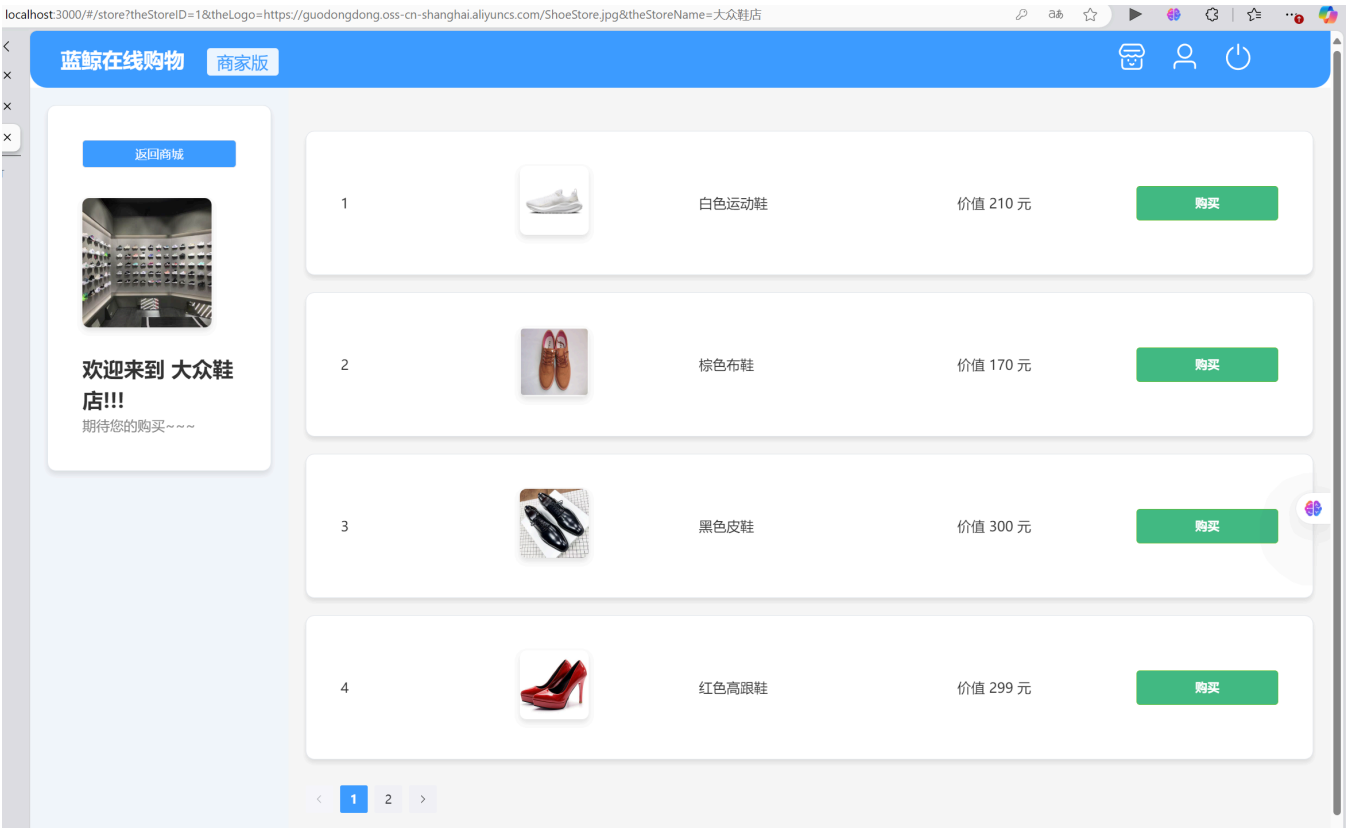 localhost:3000/#/store?theStoreID=1&theLogo=https://guodongdong.oss-cn-shanghai.aliyuncs.com/ShoeStore.jpg&theStoreName=大众鞋店
蓝鲸在线购物 商家版
返回商城
欢迎来到 大众鞋
店!!!
期待您的购买~~~
1 白色运动鞋 价值 210 元 购买
2 棕色布鞋 价值 170 元 购买
3 黑色皮鞋 价值 300 元 购买
4 红色高跟鞋 价值 299 元 购买
1 2